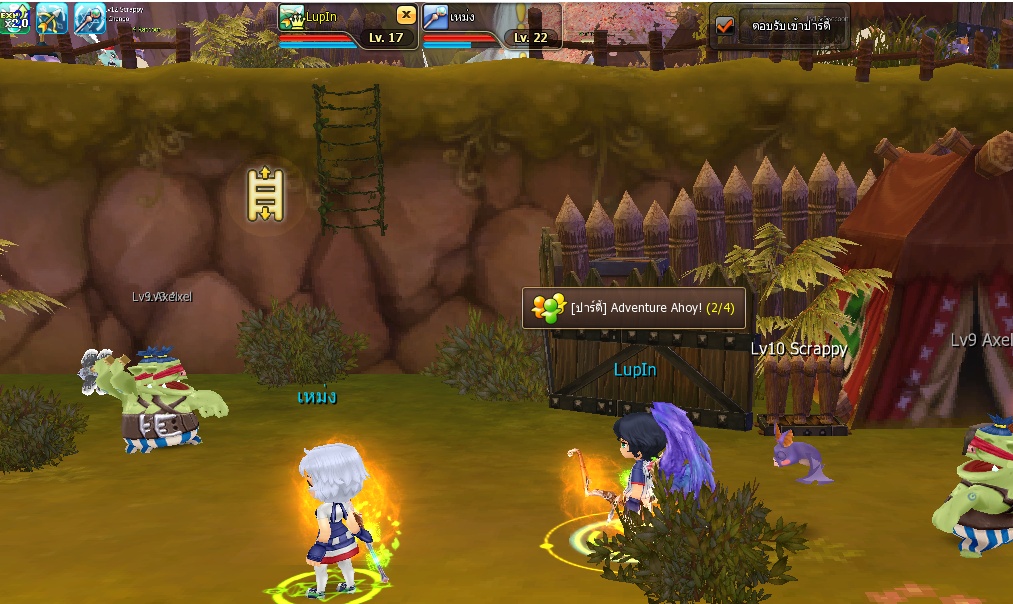 EXP
x2.0
Lv12 Scrappy
LupIn
Lv. 17
เหม่ง
Lv. 22
ตอบรับเข้าปาร์ตี้
[ปาร์ตี้] Adventure Ahoy! (2/4)
LupIn
Lv10 Scrappy
Lv9 Axel
เหม่ง